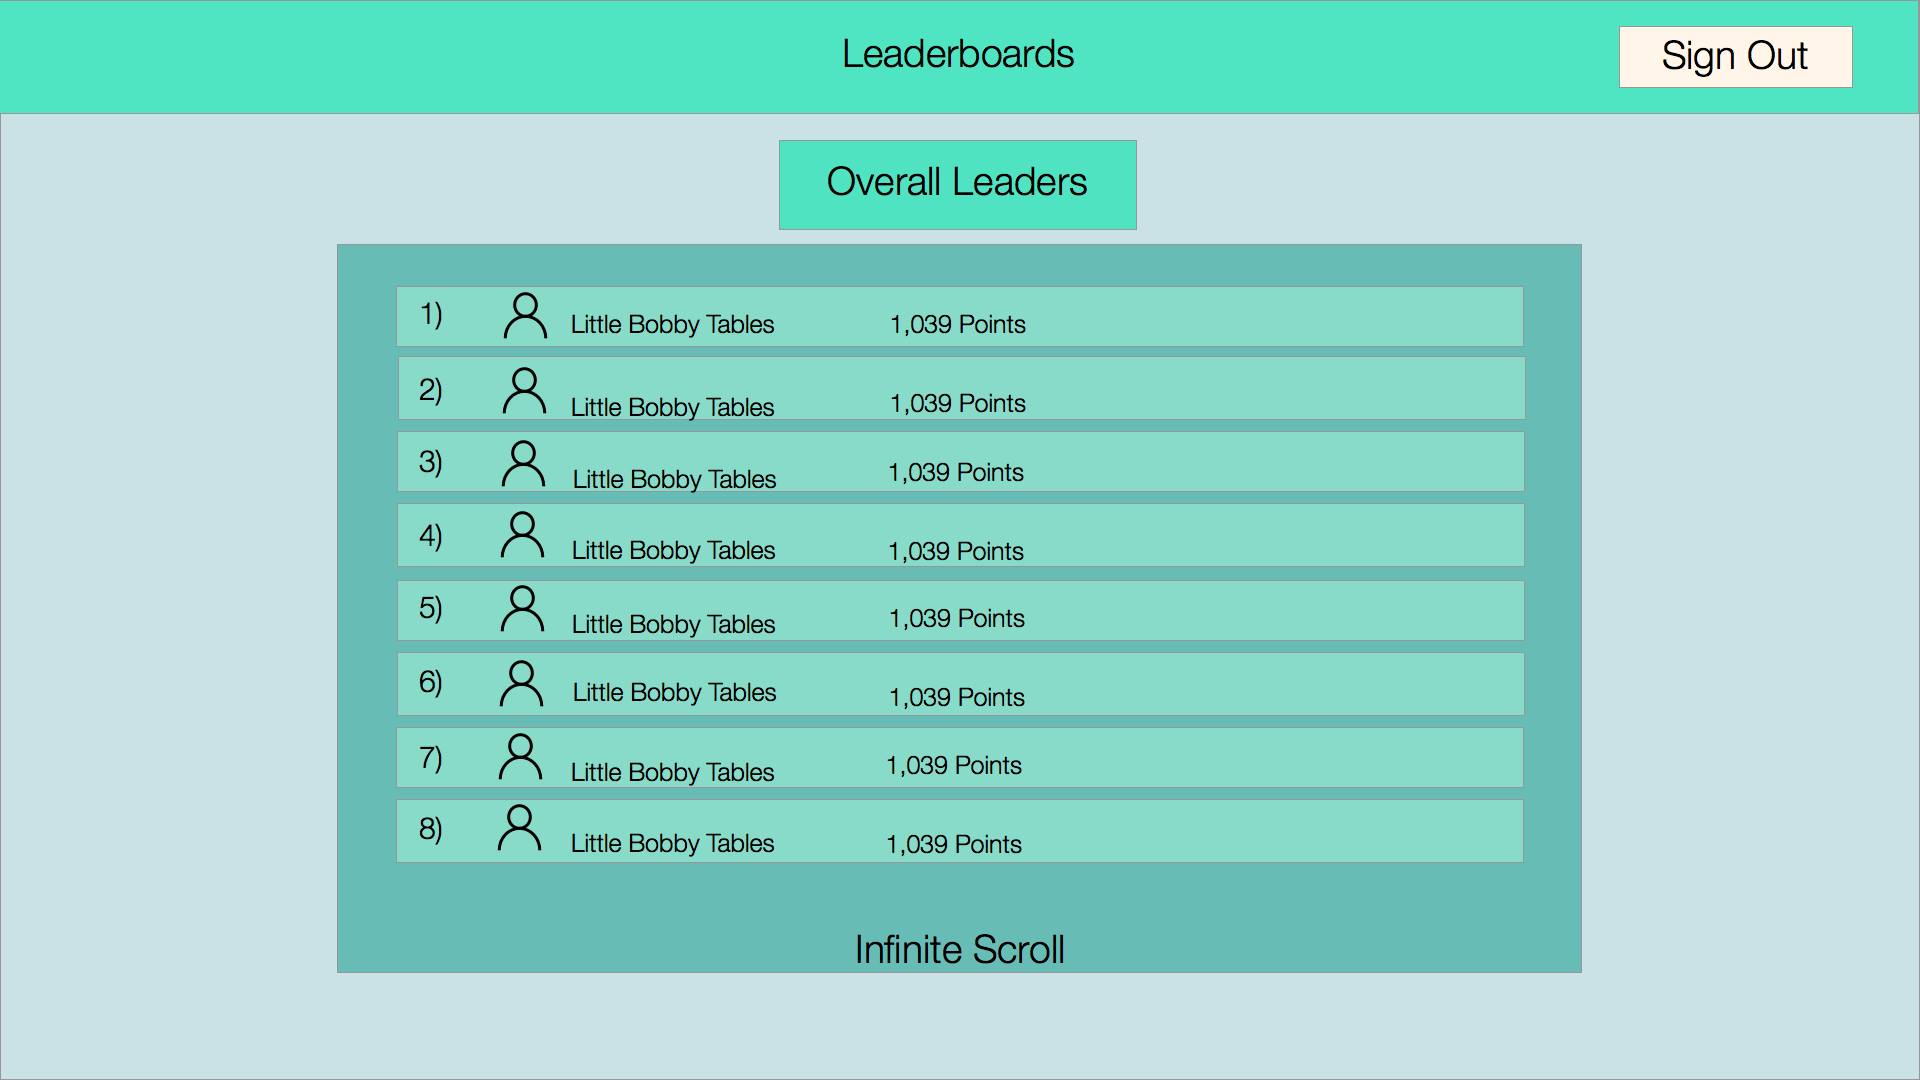 Leaderboards
Sign Out
Overall Leaders
1) Little Bobby Tables 1,039 Points
2) Little Bobby Tables 1,039 Points
3) Little Bobby Tables 1,039 Points
4) Little Bobby Tables 1,039 Points
5) Little Bobby Tables 1,039 Points
6) Little Bobby Tables 1,039 Points
7) Little Bobby Tables 1,039 Points
8) Little Bobby Tables 1,039 Points
Infinite Scroll